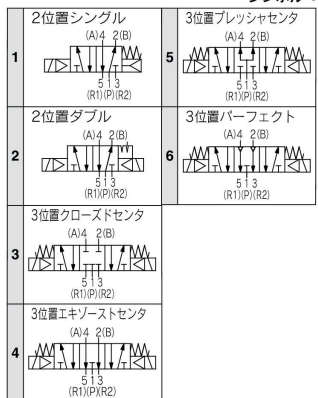 1
2位置シングル
(A)4 2(B)
5 1 3
(R1)(P)(R2)
2
2位置ダブル
(A)4 2(B)
5 1 3
(R1)(P)(R2)
3
3位置クローズドセンタ
(A)4 2(B)
5 1 3
(R1)(P)(R2)
4
3位置エキゾーストセンタ
(A)4 2(B)
5 1 3
(R1)(P)(R2)
5
3位置プレッシャセンタ
(A)4 2(B)
5 1 3
(R1)(P)(R2)
6
3位置パーフェクト
(A)4 2(B)
5 1 3
(R1)(P)(R2)